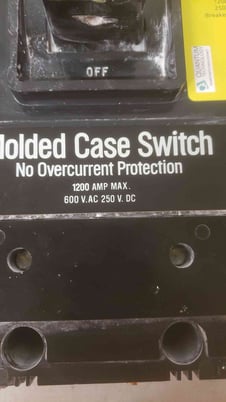 OFF
Molded Case Switch
No Overcurrent Protection
1200 AMP MAX.
600 V. AC 250 V. DC